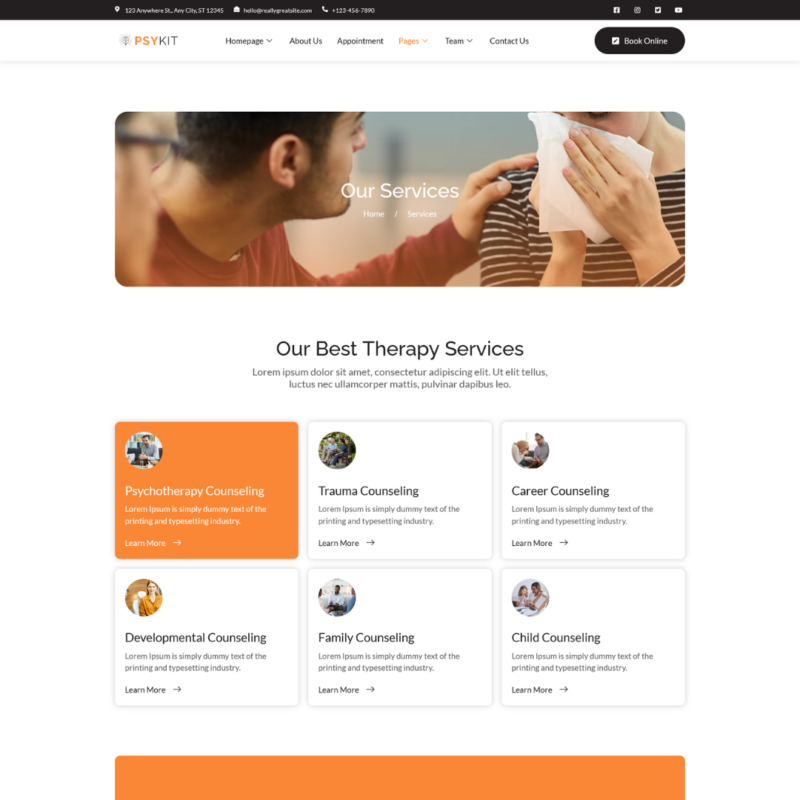 123 Anywhere St., Any City, ST 12345 hello@reallygreatsite.com +123-456-7890
PSYKIT Homepage About Us Appointment Pages Team Contact Us Book Online
Our Services
Home / Services
Our Best Therapy Services
Lorem ipsum dolor sit amet, consectetur adipiscing elit. Ut elit tellus,
luctus nec ullamcorper mattis, pulvinar dapibus leo.
Psychotherapy Counseling
Lorem Ipsum is simply dummy text of the
printing and typesetting industry.
Learn More →
Trauma Counseling
Lorem Ipsum is simply dummy text of the
printing and typesetting industry.
Learn More →
Career Counseling
Lorem Ipsum is simply dummy text of the
printing and typesetting industry.
Learn More →
Developmental Counseling
Lorem Ipsum is simply dummy text of the
printing and typesetting industry.
Learn More →
Family Counseling
Lorem Ipsum is simply dummy text of the
printing and typesetting industry.
Learn More →
Child Counseling
Lorem Ipsum is simply dummy text of the
printing and typesetting industry.
Learn More →